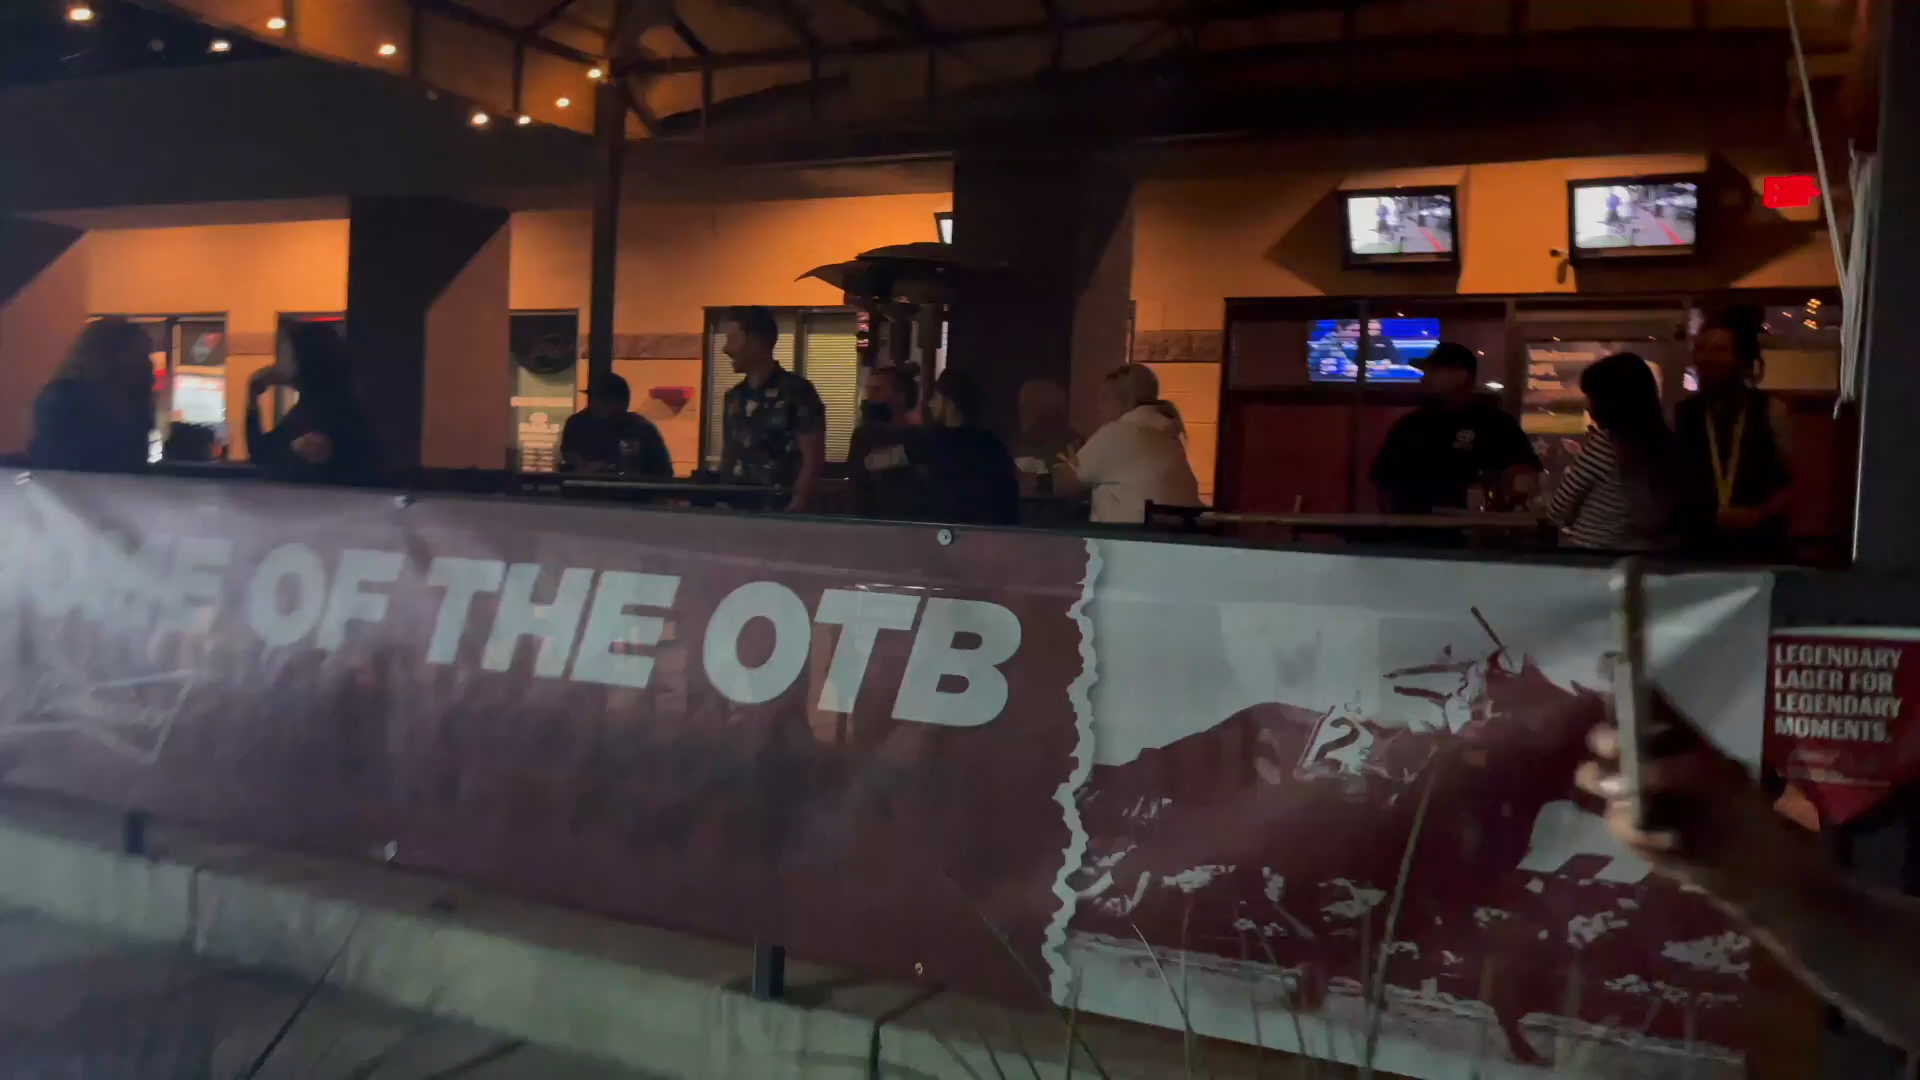 OF THE OTB
2
LEGENDARY
LAGER FOR
LEGENDARY
MOMENTS.